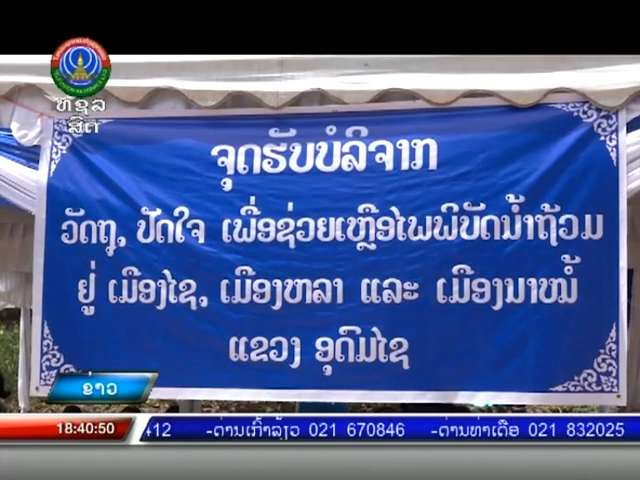 ທຊລ
ສົດ
ຈຸດຮັບບໍລິຈາກ
ວັດຖຸ, ປັດໃຈ ເພື່ອຊ່ວຍເຫຼືອໄພພິບັດນ້ຳຖ້ວມ
ຢູ່ ເມືອງໄຊ, ເມືອງຫລາ ແລະ ເມືອງນາໝໍ້
ແຂວງ ອຸດົມໄຊ
ຂ່າວ
18:40:50 412 -ດ່ານເກົ້າລ້ຽວ 021 670846 -ດ່ານທ່າເດື່ອ 021 832025